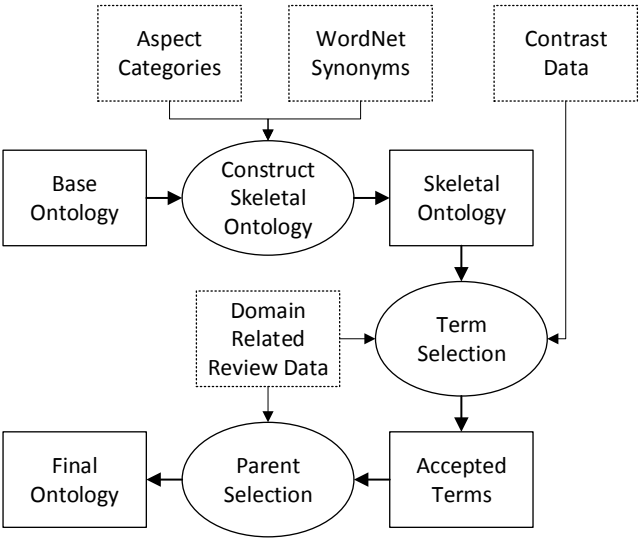 Aspect
Categories
WordNet
Synonyms
Contrast
Data
Base
Ontology
Construct
Skeletal
Ontology
Skeletal
Ontology
Domain
Related
Review Data
Term
Selection
Final
Ontology
Parent
Selection
Accepted
Terms